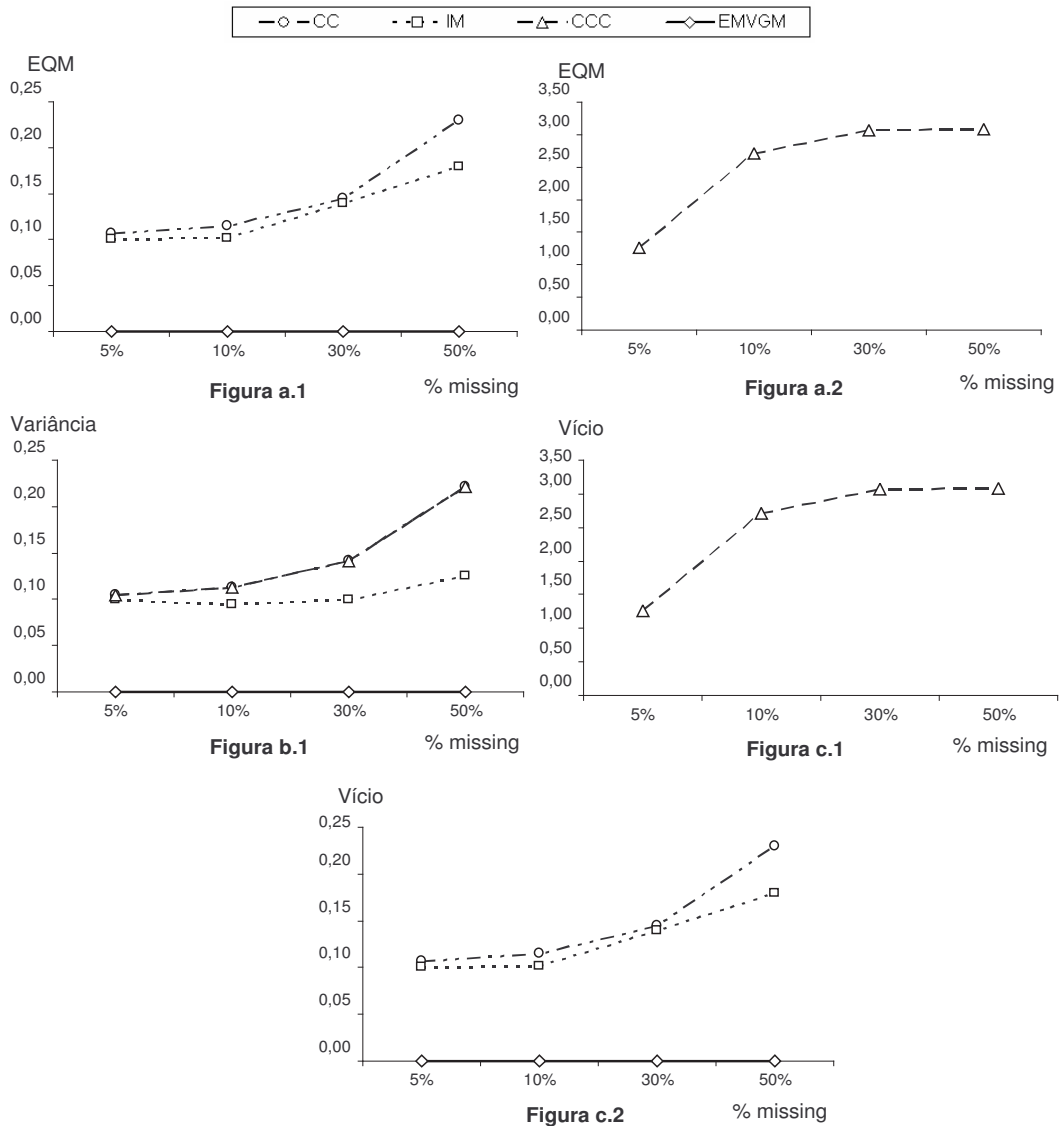 CC IM CCC EMVGM
EQM
0,25
0,20
0,15
0,10
0,05
0,00
5% 10% 30% 50%
Figura a.1 % missing
EQM
3,50
3,00
2,50
2,00
1,50
1,00
0,50
0,00
5% 10% 30% 50%
Figura a.2 % missing
Variância
0,25
0,20
0,15
0,10
0,05
0,00
5% 10% 30% 50%
Figura b.1 % missing
Vício
3,50
3,00
2,50
2,00
1,50
1,00
0,50
0,00
5% 10% 30% 50%
Figura c.1 % missing
Vício
0,25
0,20
0,15
0,10
0,05
0,00
5% 10% 30% 50%
Figura c.2 % missing